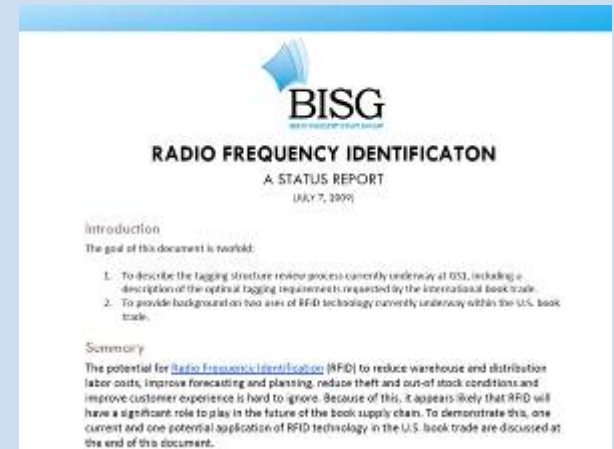 BISG
RADIO FREQUENCY IDENTIFICATON
A STATUS REPORT
(JULY 7, 2009)
Introduction
The goal of this document is twofold:
1. To describe the tagging structure review process currently underway at GS1, including a
description of the optimal tagging requirements requested by the international book trade.
2. To provide background on two uses of RFID technology currently underway within the U.S. book
trade.
Summary
The potential for Radio Frequency Identification (RFID) to reduce warehouse and distribution
labor costs, improve forecasting and planning, reduce theft and out-of stock conditions and
improve customer experience is hard to ignore. Because of this, it appears likely that RFID will
have a significant role to play in the future of the book supply chain. To demonstrate this, one
current and one potential application of RFID technology in the U.S. book trade are discussed at
the end of this document.